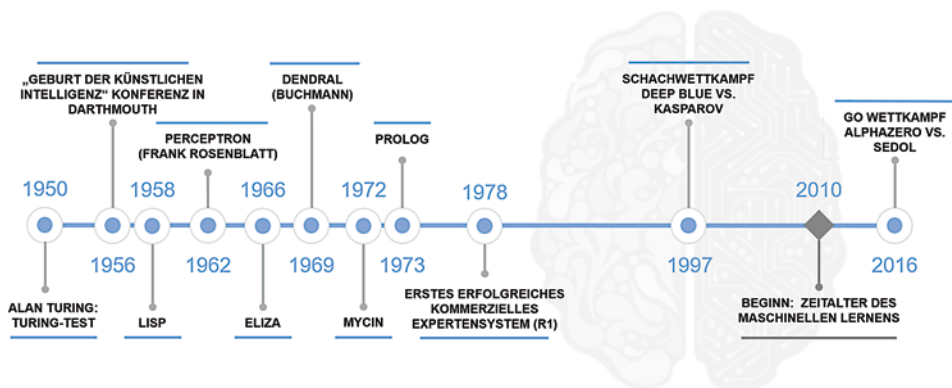 „GEBURT DER KÜNSTLICHEN
INTELLIGENZ“ KONFERENZ IN
DARTHMOUTH
DENDRAL
(BUCHMANN)
SCHACHWETTKAMPF
DEEP BLUE VS.
KASPAROV
GO WETTKAMPF
ALPHAZERO VS.
SEDOL
PERCEPTRON
(FRANK ROSENBLATT)
PROLOG
1950
1958
1966
1972
1978
2010
1956
1962
1969
1973
1997
2016
ALAN TURING:
TURING-TEST
LISP
ELIZA
MYCIN
ERSTES ERFOLGREICHES
KOMMERZIELLES
EXPERTENSYSTEM (R1)
BEGINN: ZEITALTER DES
MASCHINELLEN LERNENS